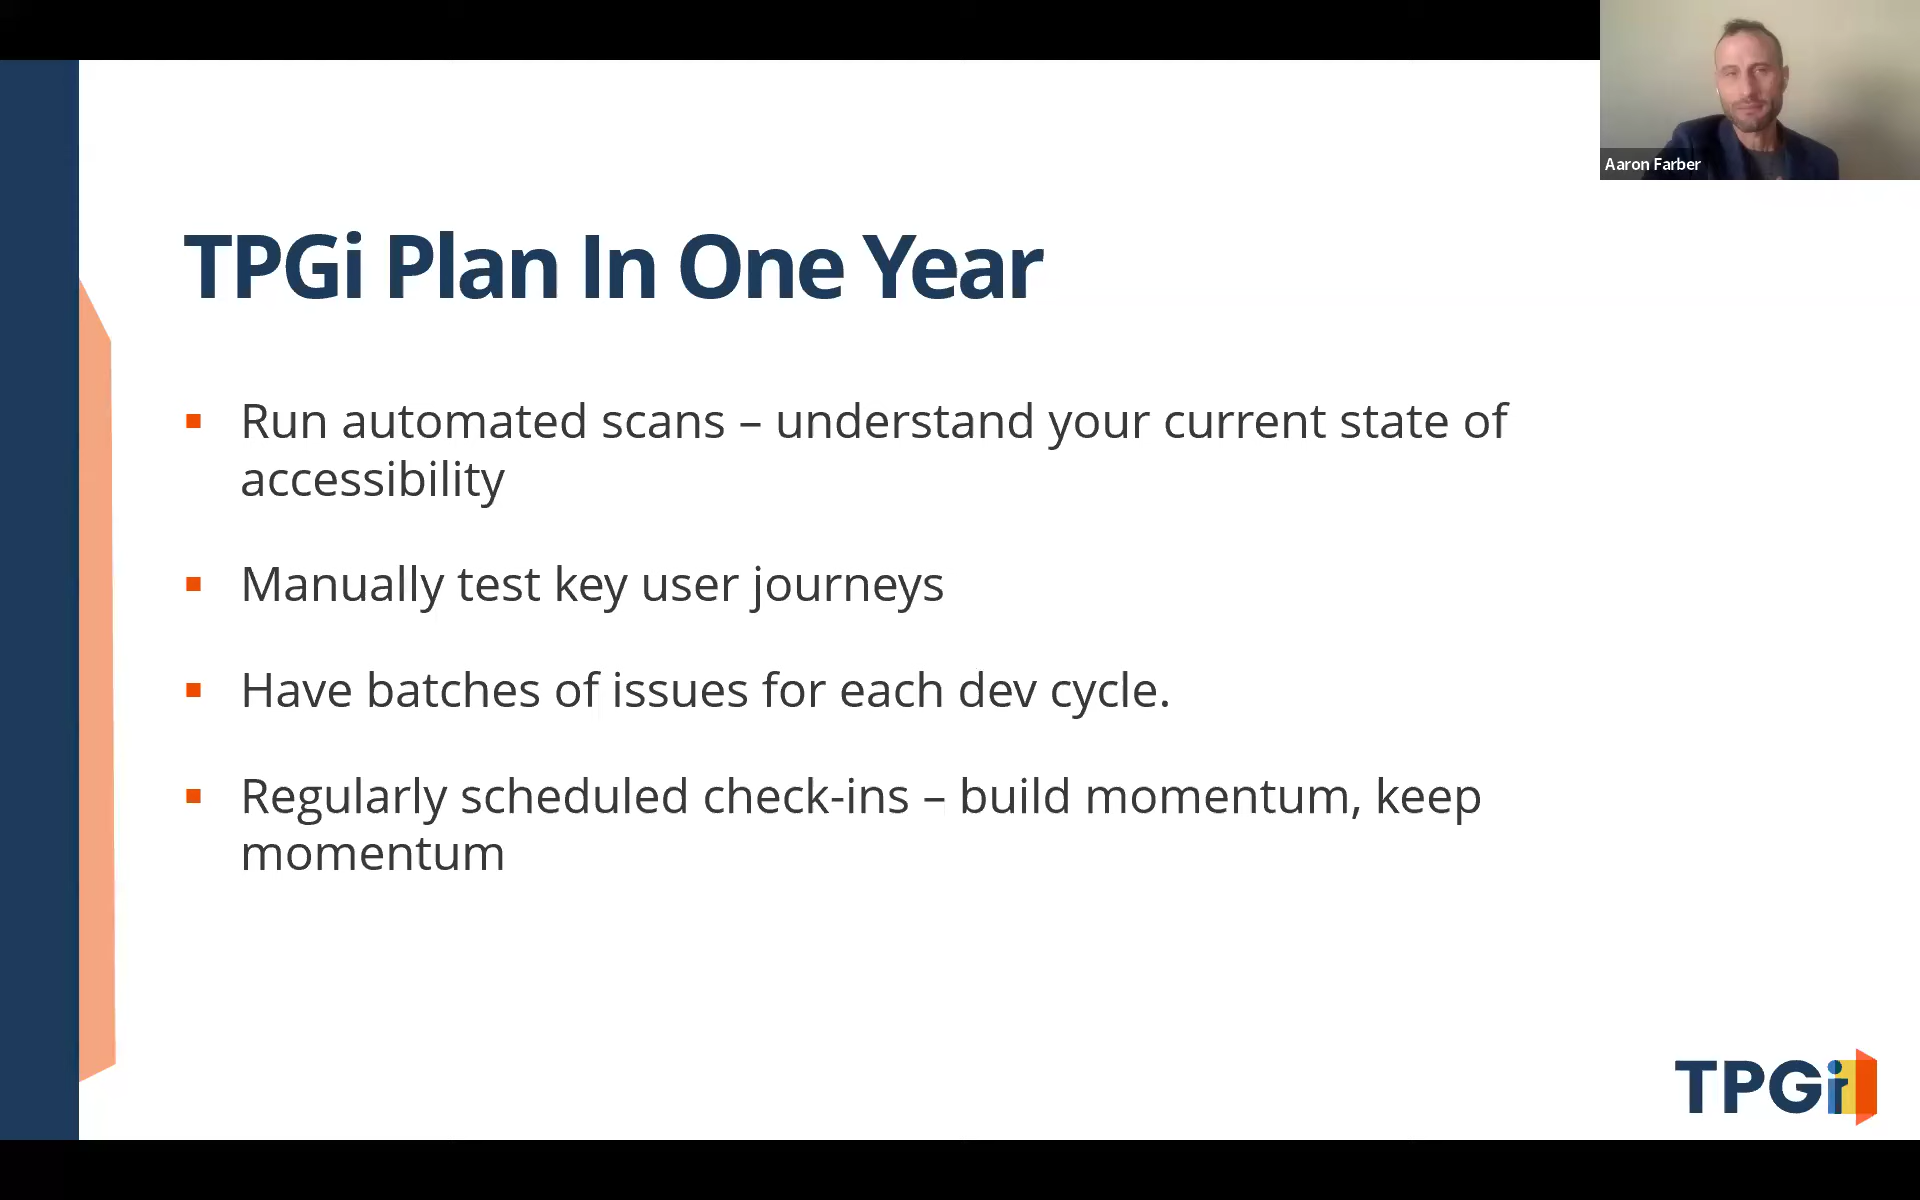 Aaron Farber
TPGi Plan In One Year
Run automated scans – understand your current state of
accessibility
Manually test key user journeys
Have batches of issues for each dev cycle.
Regularly scheduled check-ins – build momentum, keep
momentum
TPGi